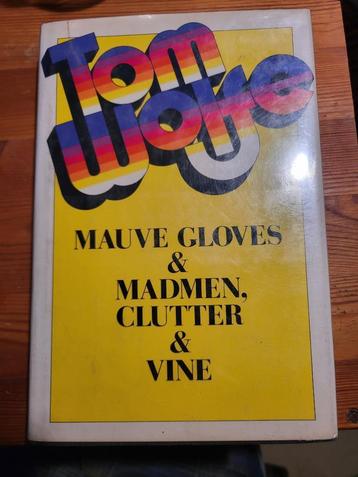 Tom
Wolfe
MAUVE GLOVES
&
MADMEN,
CLUTTER
&
VINE